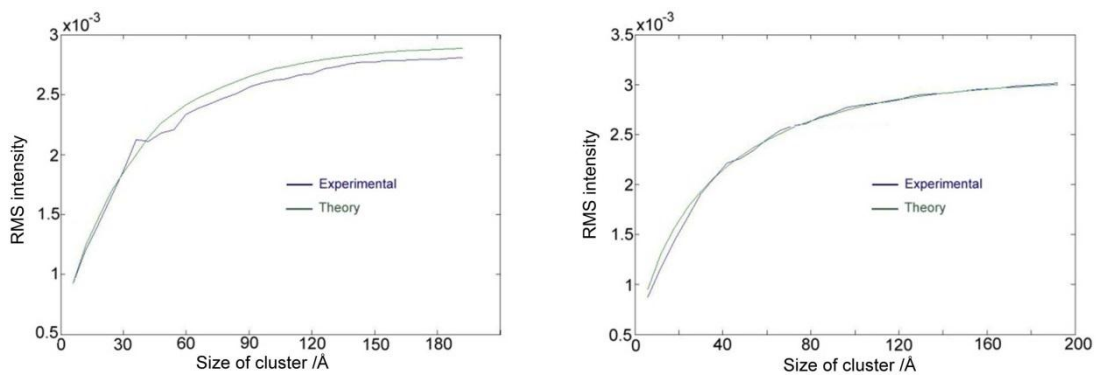 ×10⁻³
3
2.5
2
1.5
1
0.5
RMS intensity
Experimental
Theory
0 30 60 90 120 150 180
Size of cluster /Å
×10⁻³
3.5
3
2.5
2
1.5
1
0.5
RMS intensity
Experimental
Theory
0 40 80 120 160 200
Size of cluster /Å